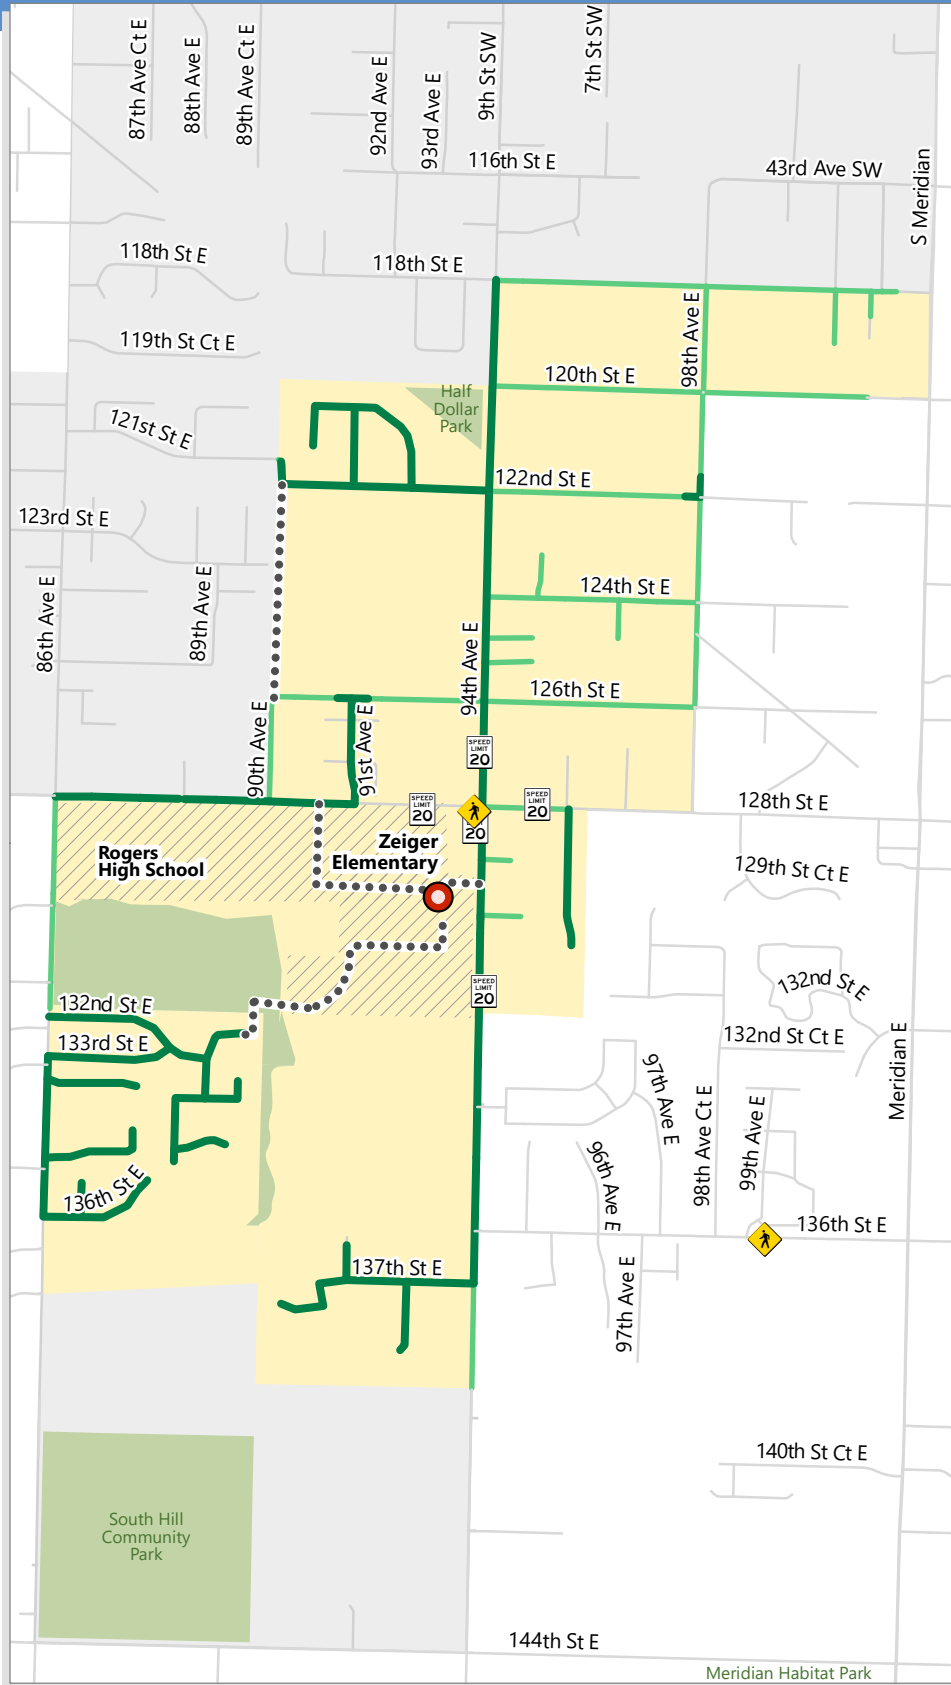 87th Ave Ct E
88th Ave E
89th Ave Ct E
92nd Ave E
93rd Ave E
9th St SW
7th St SW
116th St E
43rd Ave SW
S Meridian
118th St E
118th St E
119th St Ct E
98th Ave E
120th St E
Half
Dollar
Park
121st St E
122nd St E
123rd St E
86th Ave E
89th Ave E
124th St E
94th Ave E
126th St E
90th Ave E
91st Ave E
SPEED
LIMIT
20
SPEED
LIMIT
20
SPEED
LIMIT
20
20
128th St E
Zeiger
Elementary
Rogers
High School
129th St Ct E
SPEED
LIMIT
20
132nd St E
132nd St E
132nd St Ct E
133rd St E
Meridian E
97th Ave E
98th Ave Ct E
99th Ave E
96th Ave E
136th St E
136th St E
137th St E
97th Ave E
140th St Ct E
South Hill
Community
Park
144th St E
Meridian Habitat Park